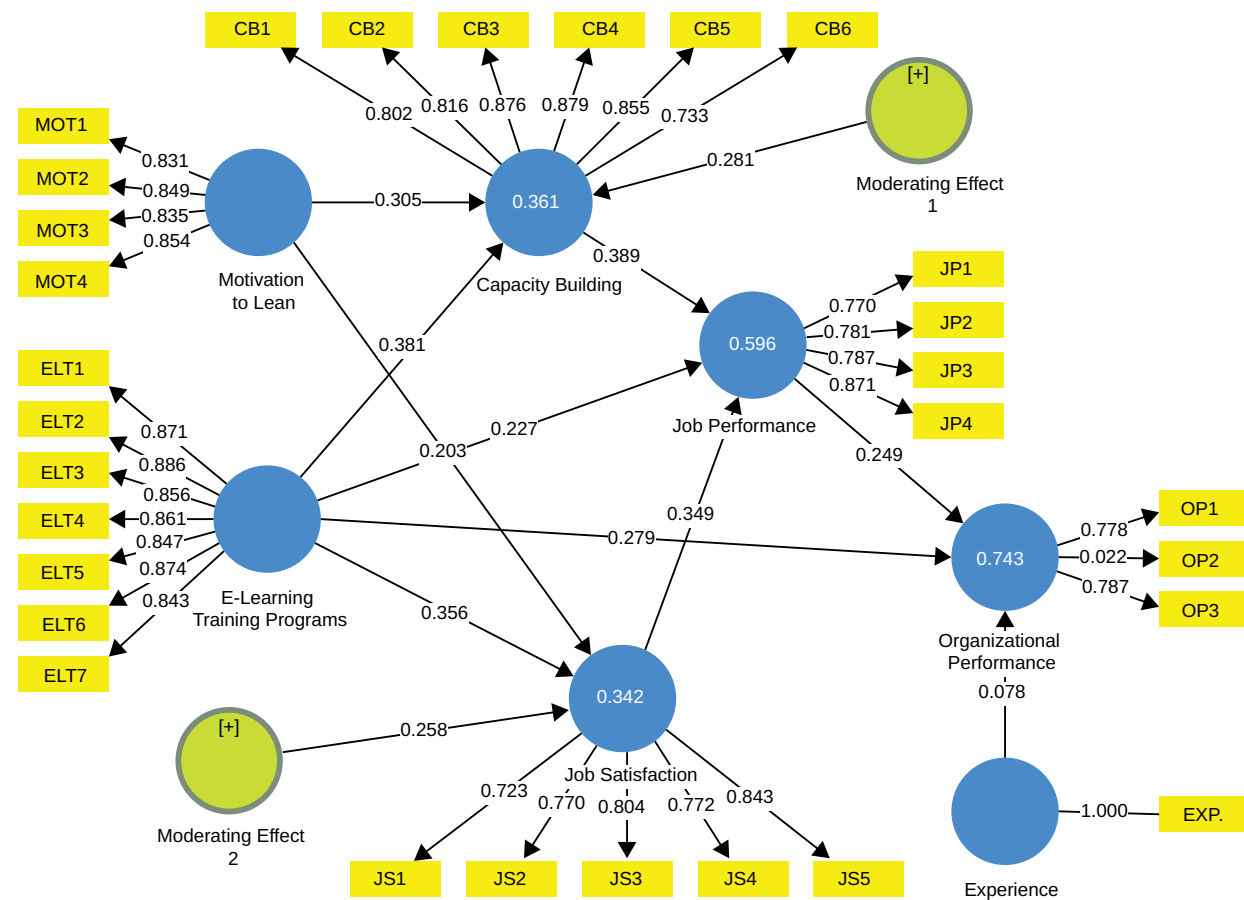 CB1
CB2
CB3
CB4
CB5
CB6
[+]
0.802
0.816
0.876
0.879
0.855
0.733
MOT1
MOT2
MOT3
MOT4
0.831
0.849
0.835
0.854
0.281
Moderating Effect
1
0.305
0.361
Motivation
to Lean
Capacity Building
0.389
JP1
JP2
JP3
JP4
0.770
0.781
0.787
0.871
0.596
0.381
Job Performance
ELT1
ELT2
ELT3
ELT4
ELT5
ELT6
ELT7
0.871
0.886
0.856
0.861
0.847
0.874
0.843
0.227
0.203
0.249
0.349
0.279
0.743
OP1
OP2
OP3
0.778
0.022
0.787
E-Learning
Training Programs
0.356
Organizational
Performance
0.078
0.342
[+]
0.258
Job Satisfaction
0.723
0.770
0.804
0.772
0.843
Moderating Effect
2
JS1
JS2
JS3
JS4
JS5
1.000
EXP.
Experience